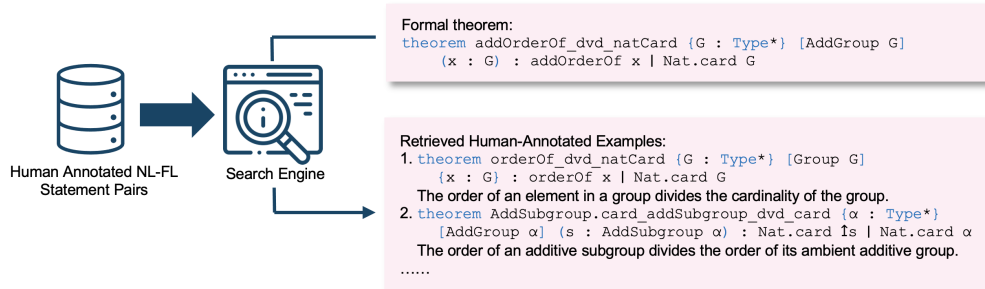 Formal theorem:
theorem addOrderOf_dvd_natCard {G : Type*} [AddGroup G]
(x : G) : addOrderOf x ∣ Nat.card G
Human Annotated NL-FL
Statement Pairs
Search Engine
Retrieved Human-Annotated Examples:
1. theorem orderOf_dvd_natCard {G : Type*} [Group G]
{x : G} : orderOf x ∣ Nat.card G
The order of an element in a group divides the cardinality of the group.
2. theorem AddSubgroup.card_addSubgroup_dvd_card {α : Type*}
[AddGroup α] (s : AddSubgroup α) : Nat.card ↥s ∣ Nat.card α
The order of an additive subgroup divides the order of its ambient additive group.
......